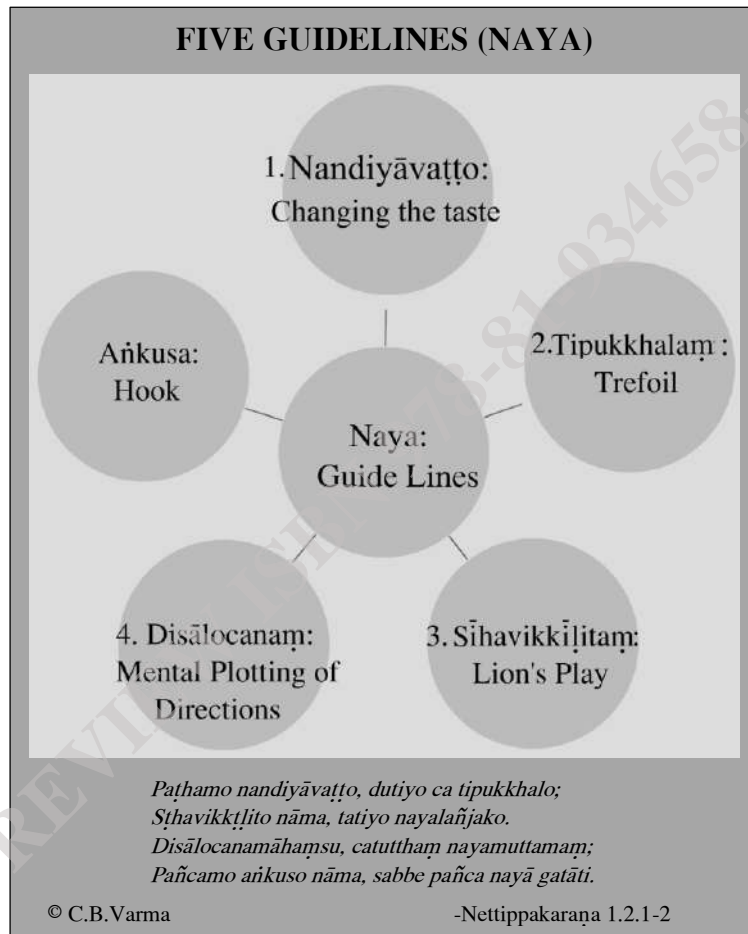 FIVE GUIDELINES (NAYA)
1. Nandiyāvaṭṭo:
Changing the taste
2.Tipukkhalaṃ :
Trefoil
3. Sīhavikkīḷitaṃ:
Lion's Play
4. Disālocanaṃ:
Mental Plotting of
Directions
Aṅkusa:
Hook
Naya:
Guide Lines
Paṭhamo nandiyāvaṭṭo, dutiyo ca tipukkhalo;
Sṭhavikkṭḷito nāma, tatiyo nayalañjako.
Disālocanamāhaṃsu, catutthaṃ nayamuttamaṃ;
Pañcamo aṅkuso nāma, sabbe pañca nayā gatāti.
© C.B.Varma
-Nettippakaraṇa 1.2.1-2